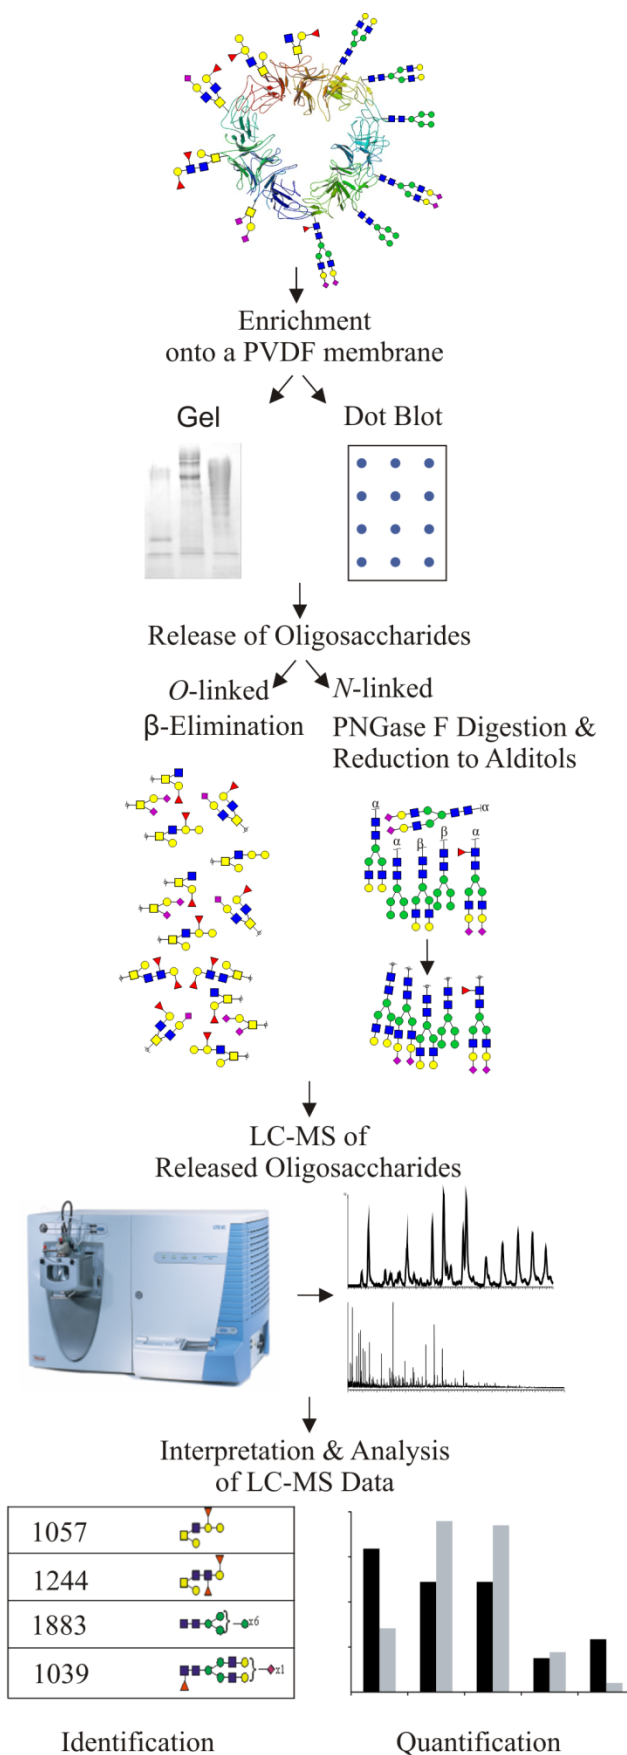 Enrichment
onto a PVDF membrane
Gel
Dot Blot
Release of Oligosaccharides
O-linked
β-Elimination
N-linked
PNGase F Digestion &
Reduction to Alditols
α
α
α
β
β
α
LC-MS of
Released Oligosaccharides
Interpretation & Analysis
of LC-MS Data
1057
1244
1883
x6
1039
x1
Identification
Quantification